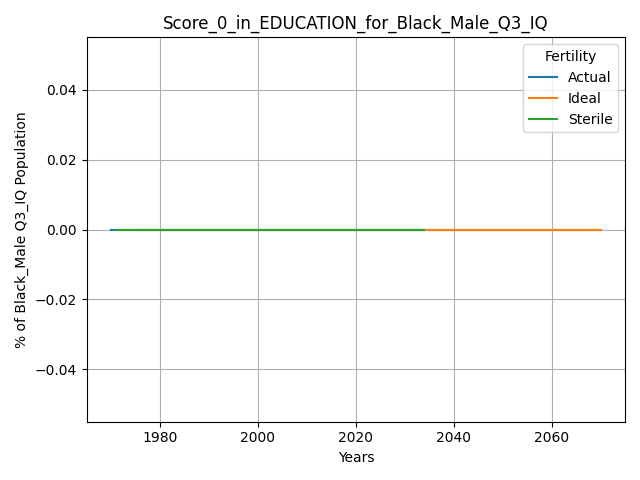 Score_0_in_EDUCATION_for_Black_Male_Q3_IQ
Fertility
Actual
Ideal
Sterile
% of Black_Male Q3_IQ Population
0.04
0.02
0.00
−0.02
−0.04
1980 2000 2020 2040 2060
Years